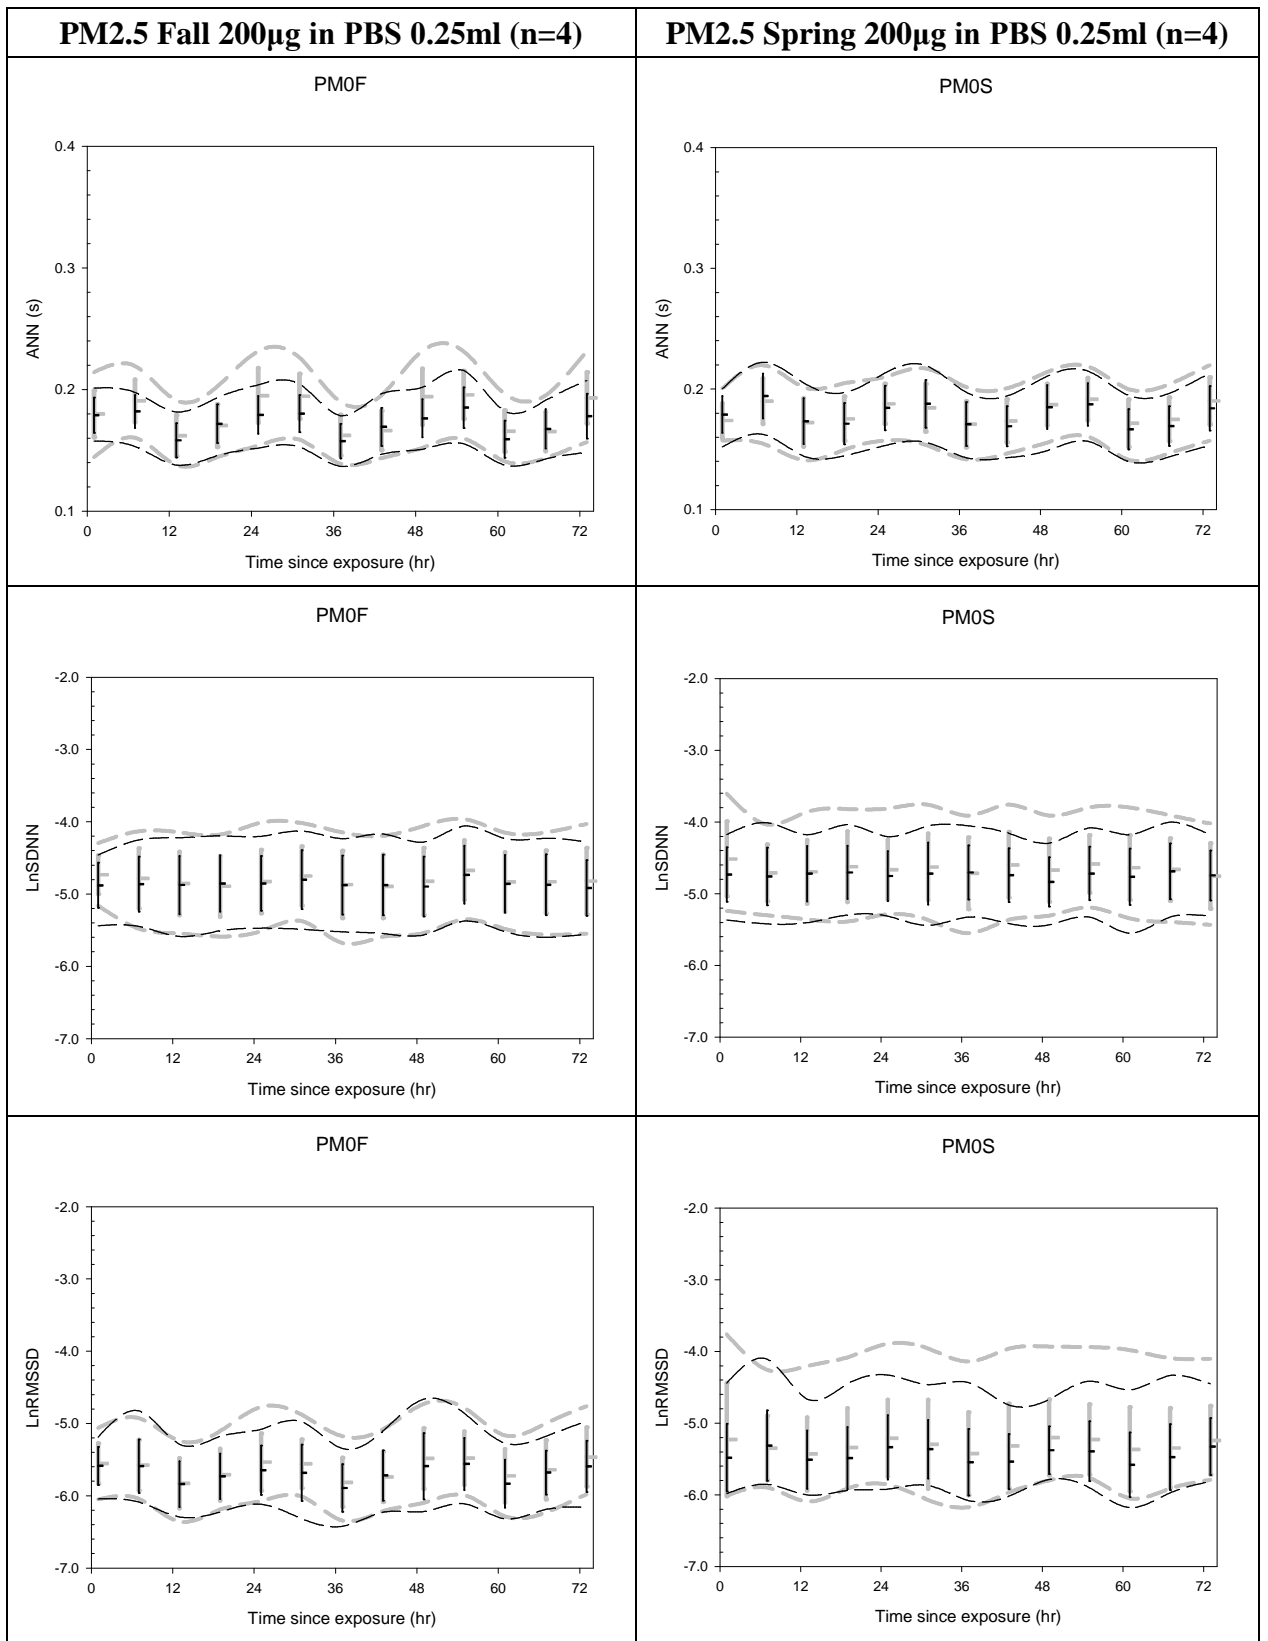 PM2.5 Fall 200µg in PBS 0.25ml (n=4)
PM2.5 Spring 200µg in PBS 0.25ml (n=4)
PM0F
0.4
0.3
0.2
0.1
ANN (s)
0 12 24 36 48 60 72
Time since exposure (hr)
PM0S
0.4
0.3
0.2
0.1
ANN (s)
0 12 24 36 48 60 72
Time since exposure (hr)
PM0F
-2.0
-3.0
-4.0
-5.0
-6.0
-7.0
LnSDNN
0 12 24 36 48 60 72
Time since exposure (hr)
PM0S
-2.0
-3.0
-4.0
-5.0
-6.0
-7.0
LnSDNN
0 12 24 36 48 60 72
Time since exposure (hr)
PM0F
-2.0
-3.0
-4.0
-5.0
-6.0
-7.0
LnRMSSD
0 12 24 36 48 60 72
Time since exposure (hr)
PM0S
-2.0
-3.0
-4.0
-5.0
-6.0
-7.0
LnRMSSD
0 12 24 36 48 60 72
Time since exposure (hr)